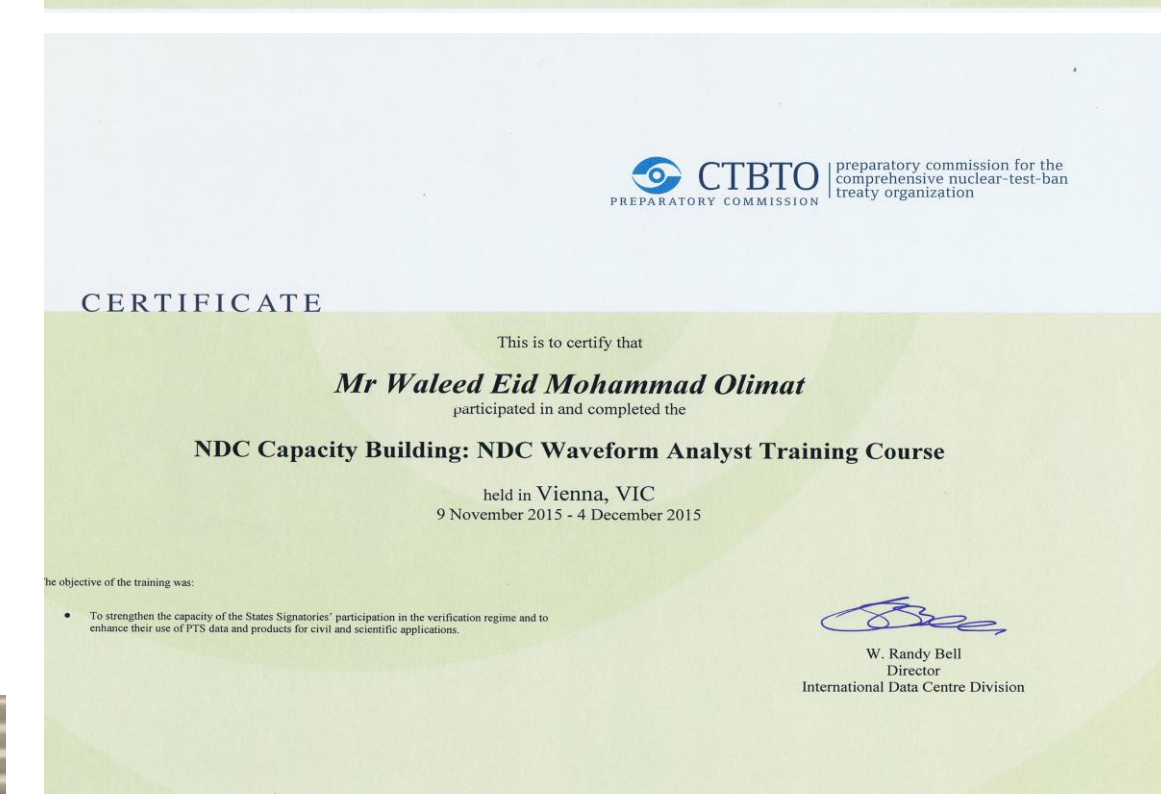 CTBTO
PREPARATORY COMMISSION
preparatory commission for the
comprehensive nuclear-test-ban
treaty organization
CERTIFICATE
This is to certify that
Mr Waleed Eid Mohammad Olimat
participated in and completed the
NDC Capacity Building: NDC Waveform Analyst Training Course
held in Vienna, VIC
9 November 2015 - 4 December 2015
he objective of the training was:
• To strengthen the capacity of the States Signatories' participation in the verification regime and to
enhance their use of PTS data and products for civil and scientific applications.
W. Randy Bell
Director
International Data Centre Division